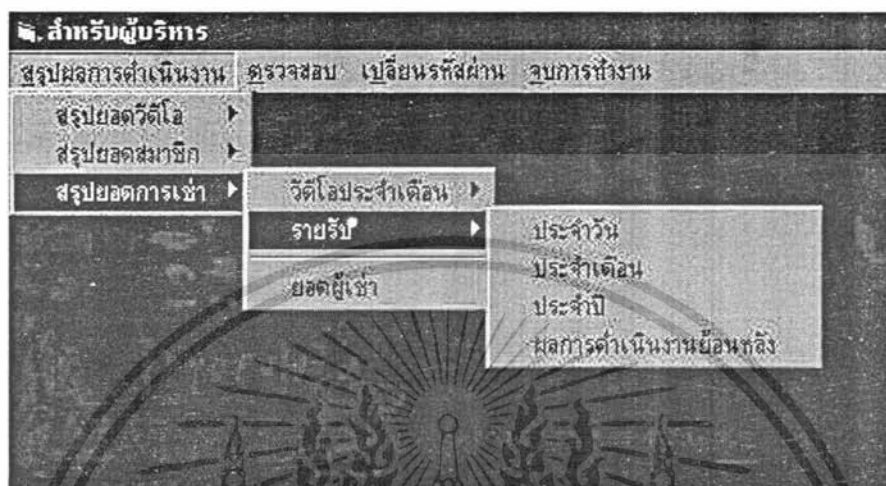 สำหรับผู้บริหาร
สรุปผลการดำเนินงาน ตรวจสอบ เปลี่ยนรหัสผ่าน จบการทำงาน
สรุปยอดวีดีโอ
สรุปยอดสมาชิก
สรุปยอดการเช่า
วีดีโอประจำเดือน
รายรับ
ยอดผู้เช่า
ประจำวัน
ประจำเดือน
ประจำปี
ผลการดำเนินงานย้อนหลัง